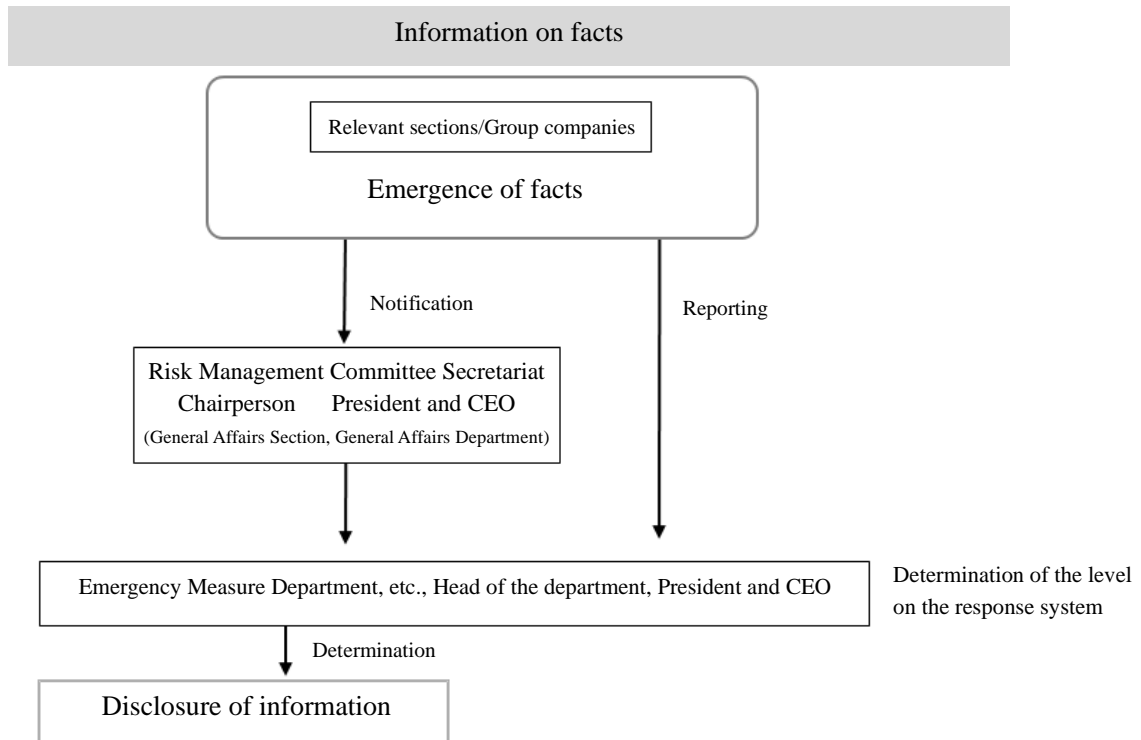 Information on facts
Relevant sections/Group companies
Emergence of facts
Notification
Reporting
Risk Management Committee Secretariat
Chairperson President and CEO
(General Affairs Section, General Affairs Department)
Emergency Measure Department, etc., Head of the department, President and CEO
Determination of the level
on the response system
Determination
Disclosure of information